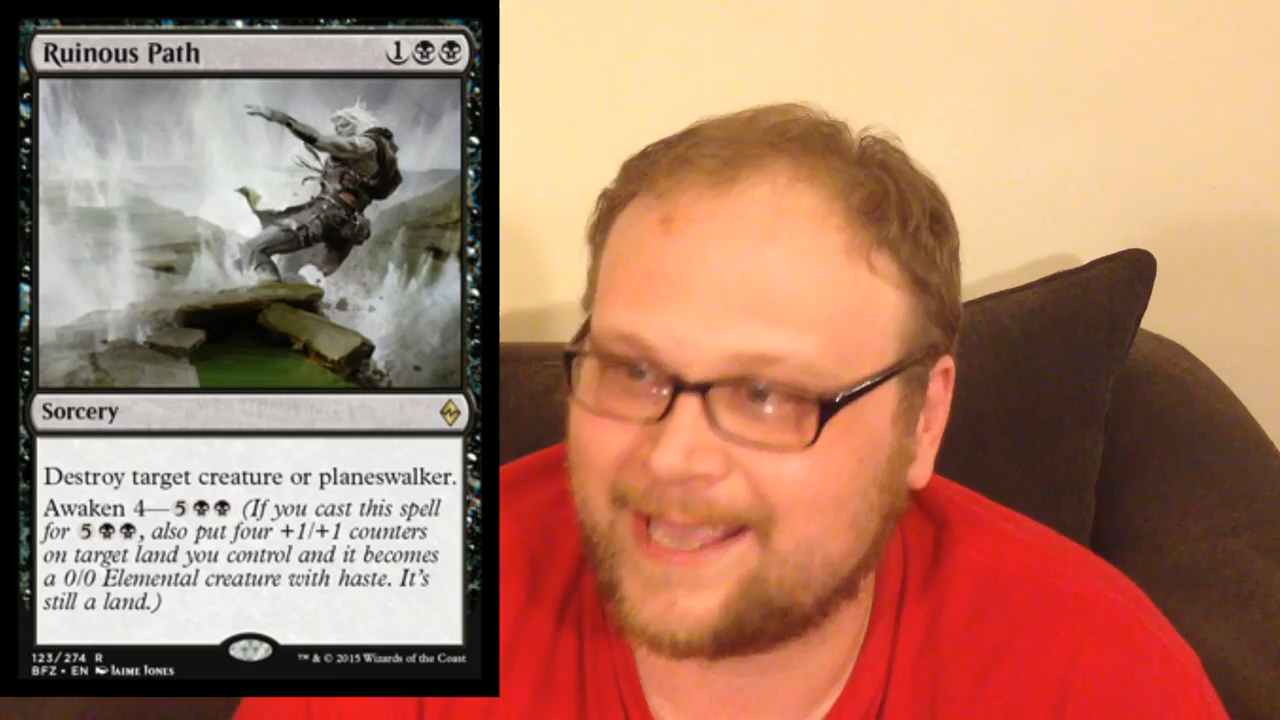 Ruinous Path 1
Sorcery
Destroy target creature or planeswalker.
Awaken 4— 5 (If you cast this spell
for 5 , also put four +1/+1 counters
on target land you control and it becomes
a 0/0 Elemental creature with haste. It's
still a land.)
123/274 R
BFZ • EN JAIME JONES
™ & © 2015 Wizards of the Coast